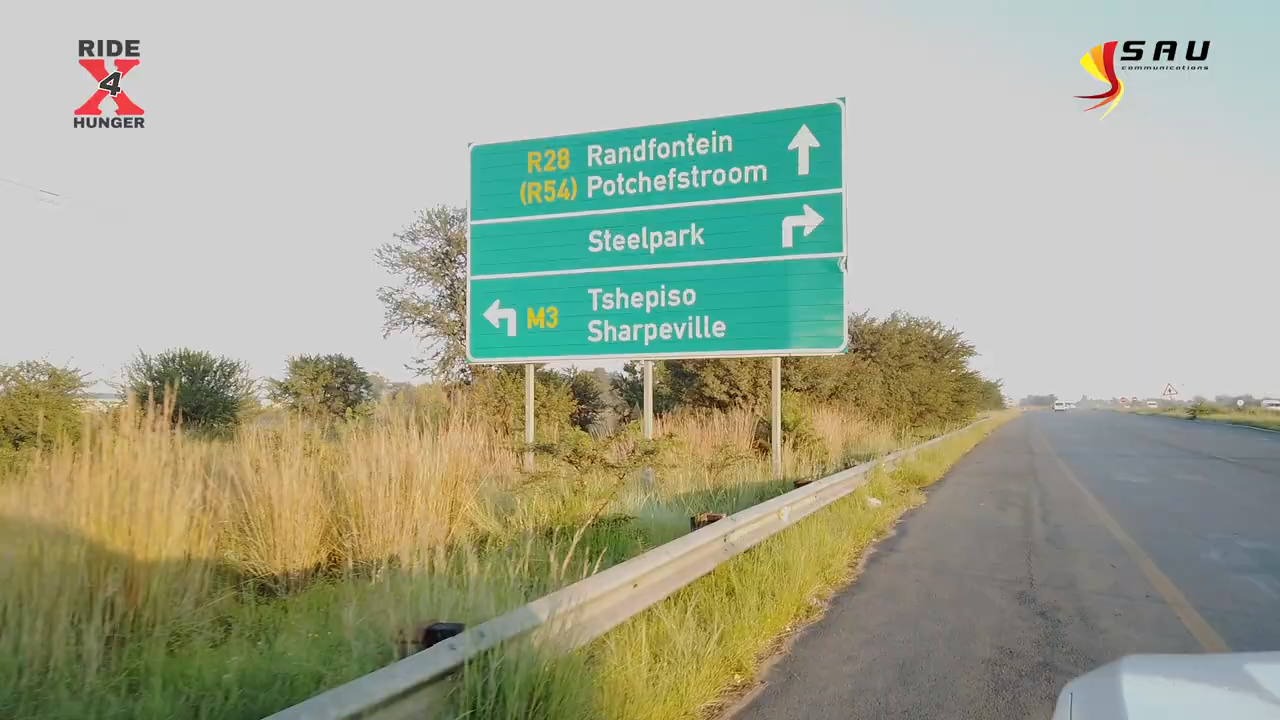 RIDE
4
HUNGER
SAU
communications
R28 Randfontein
(R54) Potchefstroom
Steelpark
M3 Tshepiso
Sharpeville